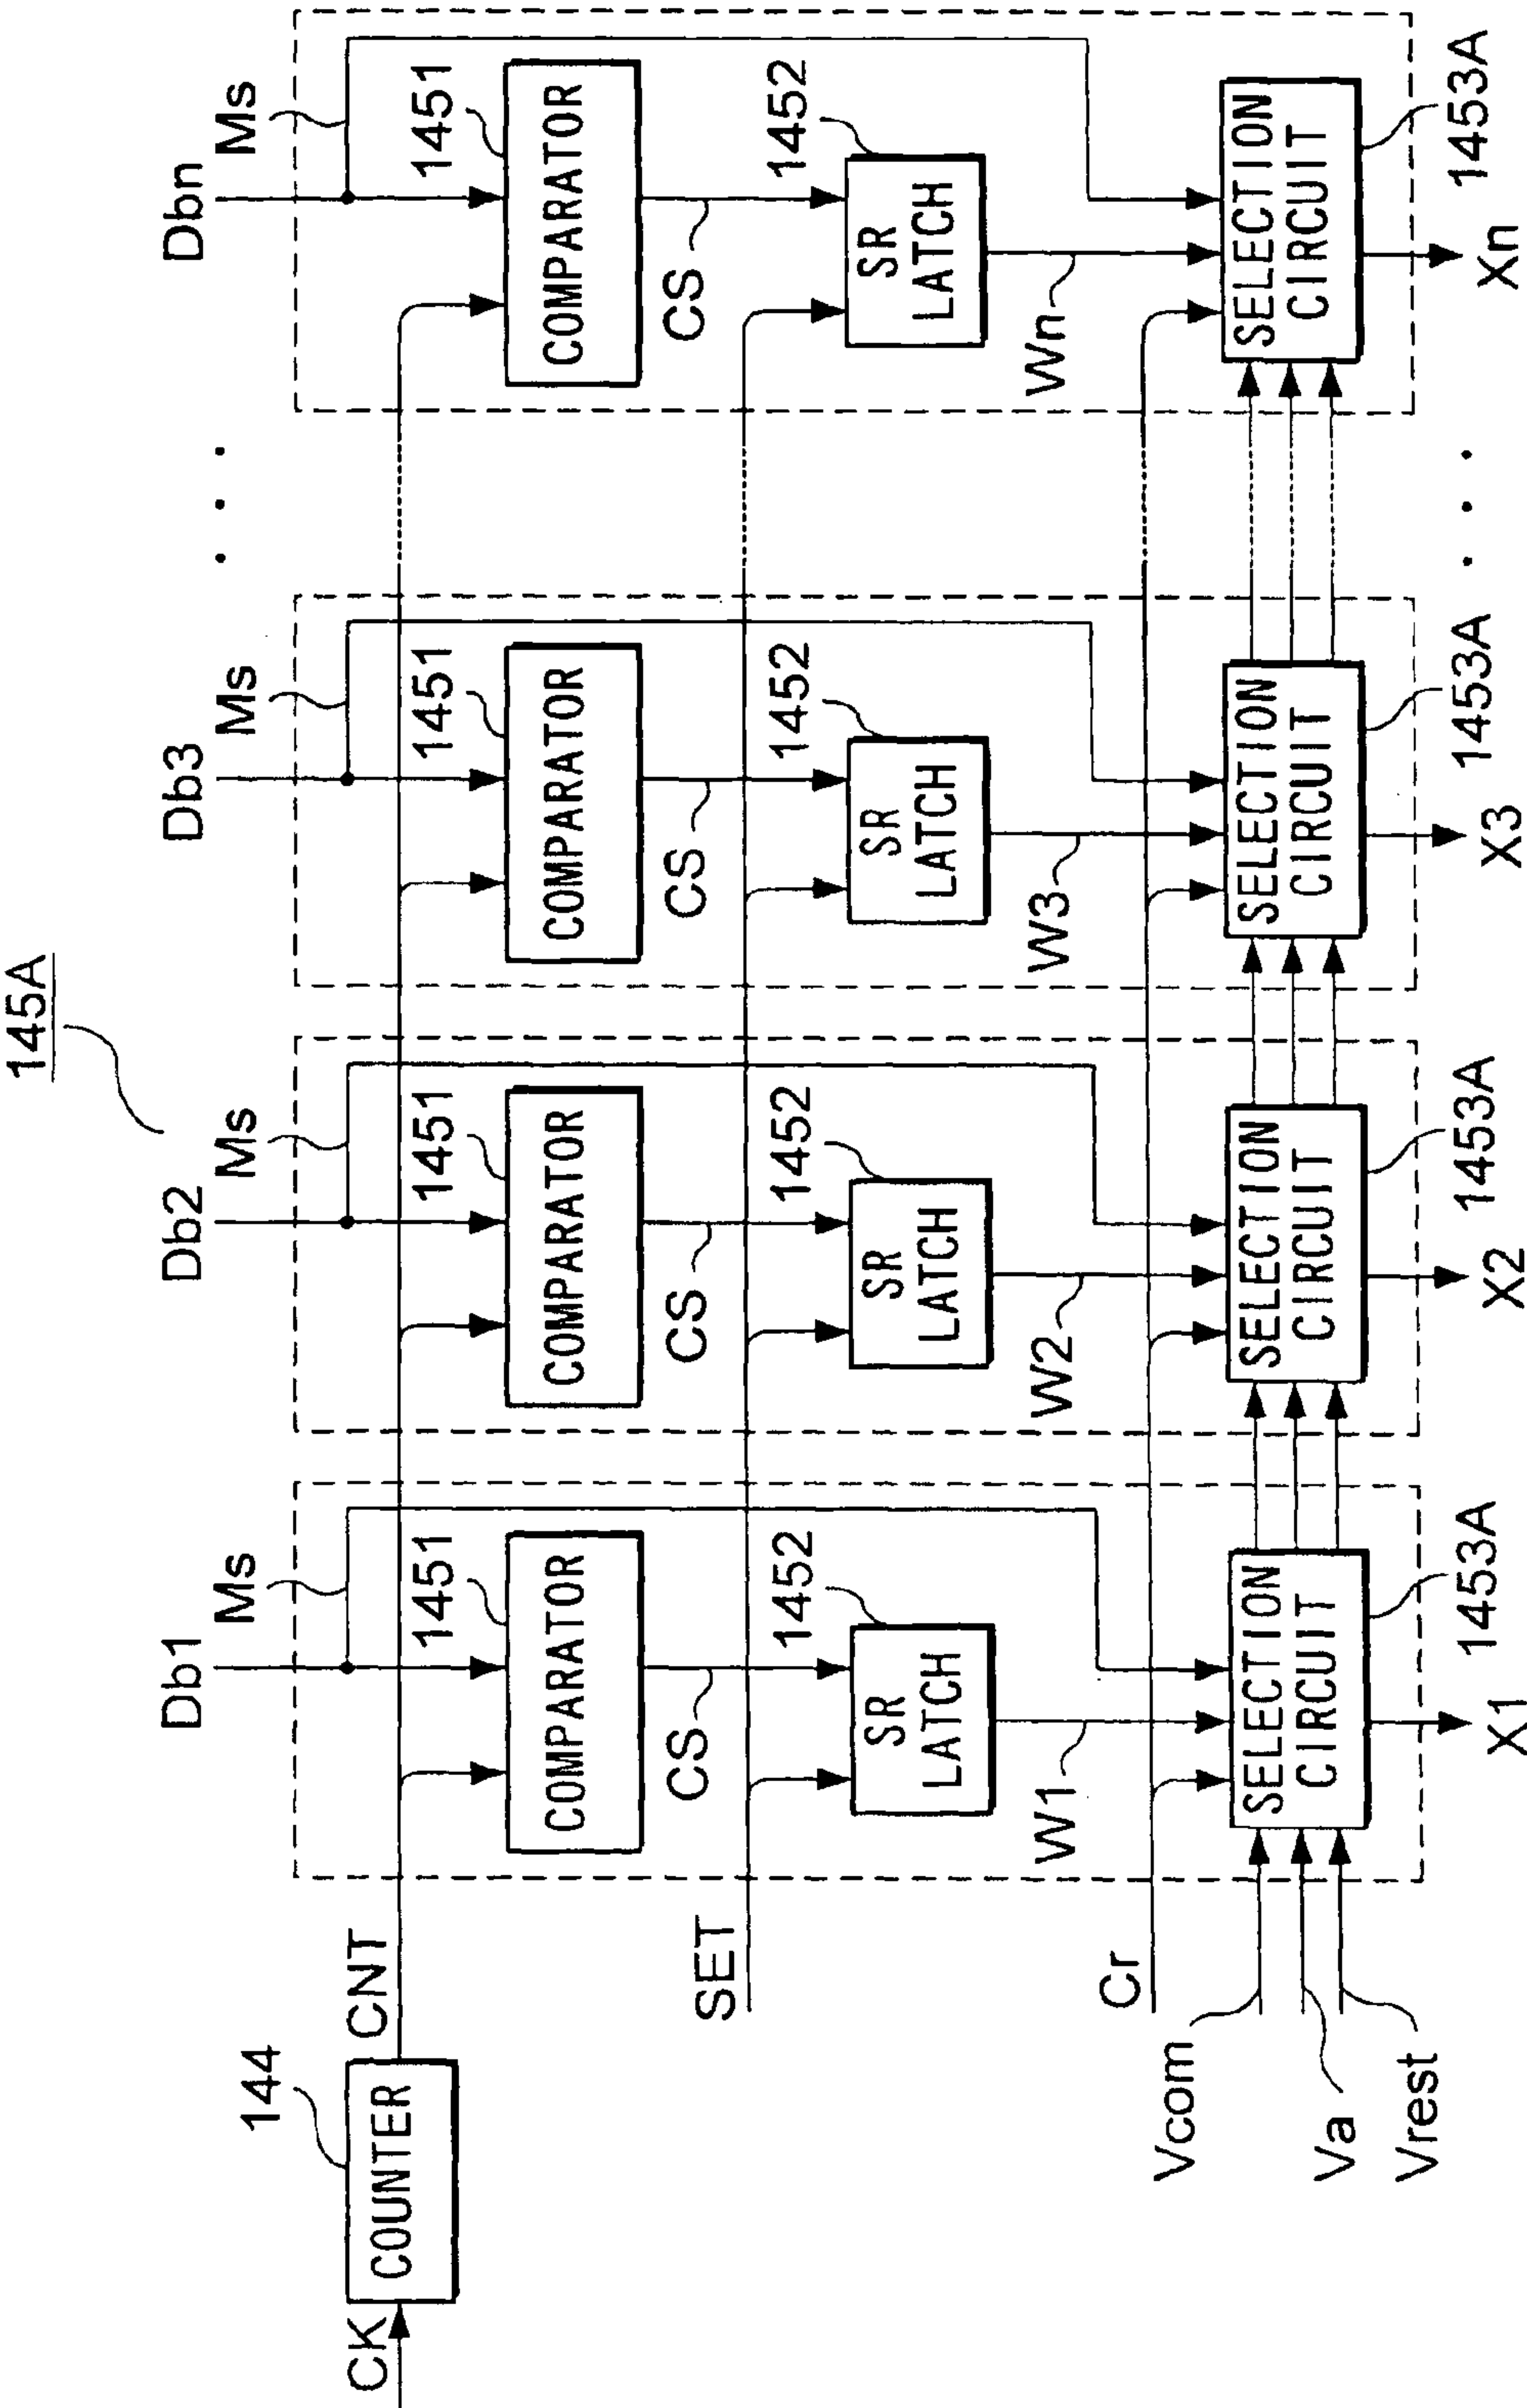 145A
Db1
Db2
Db3
Dbn
. . .
Ms
Ms
Ms
Ms
144
CK
COUNTER
CNT
1451
COMPARATOR
1451
COMPARATOR
1451
COMPARATOR
1451
COMPARATOR
CS
CS
CS
CS
SET
1452
SR
LATCH
1452
SR
LATCH
1452
SR
LATCH
1452
SR
LATCH
W1
W2
W3
Wn
Cr
Vcom
Va
Vrest
SELECTION
CIRCUIT
SELECTION
CIRCUIT
SELECTION
CIRCUIT
SELECTION
CIRCUIT
1453A
1453A
1453A
1453A
X1
X2
X3
. . .
Xn